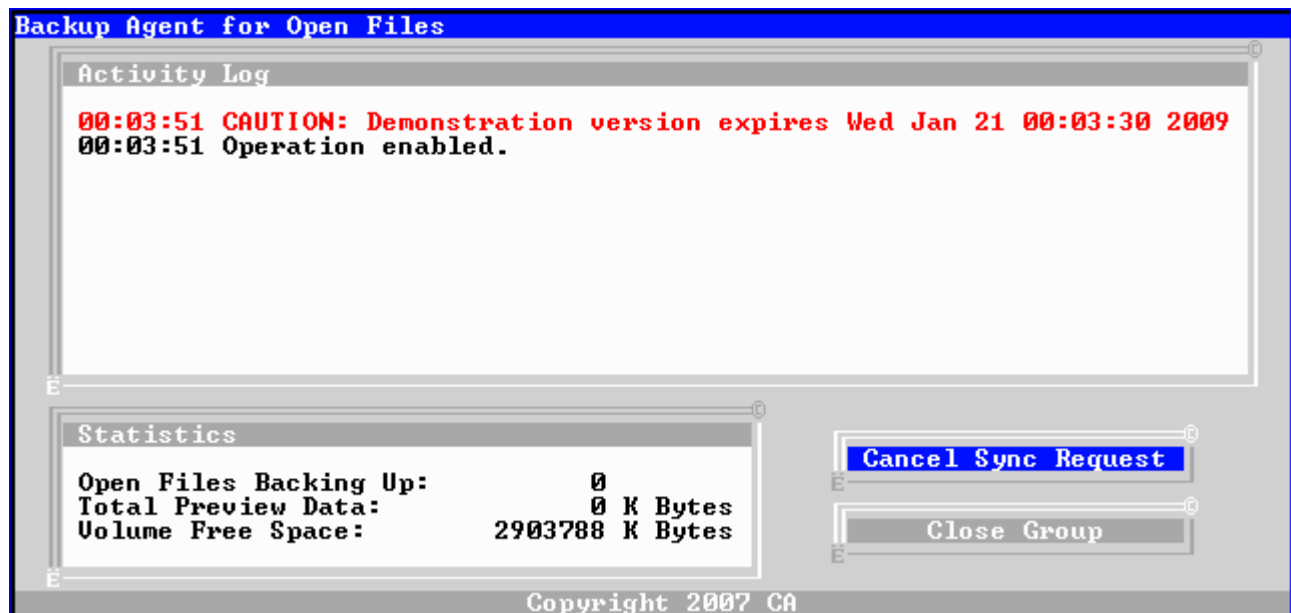 Backup Agent for Open Files
Activity Log
00:03:51 CAUTION: Demonstration version expires Wed Jan 21 00:03:30 2009
00:03:51 Operation enabled.
Statistics
Open Files Backing Up: 0
Total Preview Data: 0 K Bytes
Volume Free Space: 2903788 K Bytes
Cancel Sync Request
Close Group
Copyright 2007 CA